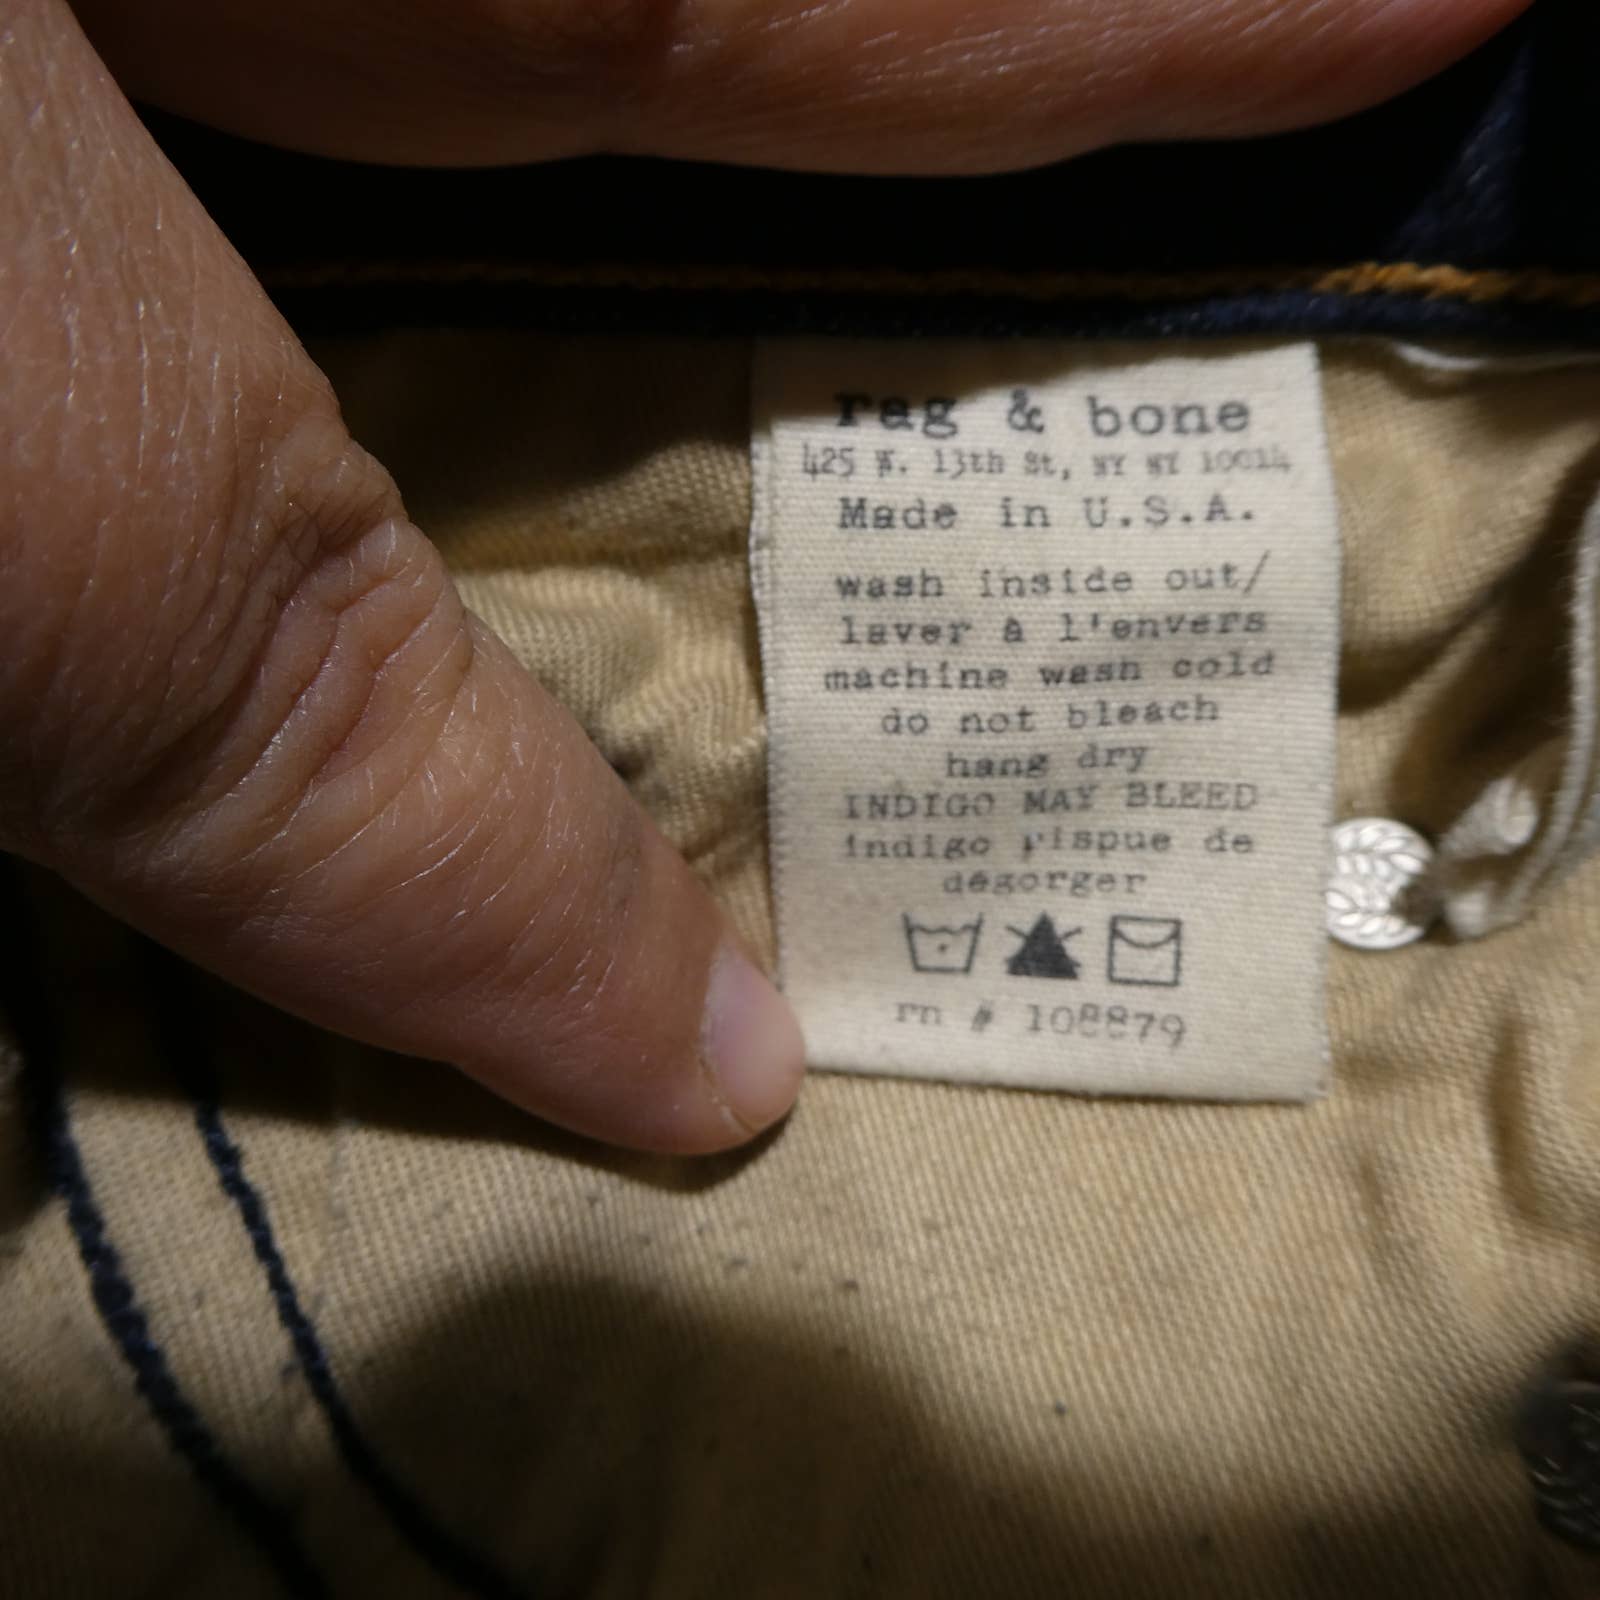 rag & bone
425 W. 13th St, NY NY 10014
Made in U.S.A.
wash inside out/
laver à l'envers
machine wash cold
do not bleach
hang dry
INDIGO MAY BLEED
indigo rispue de
dégorger
rn # 108879